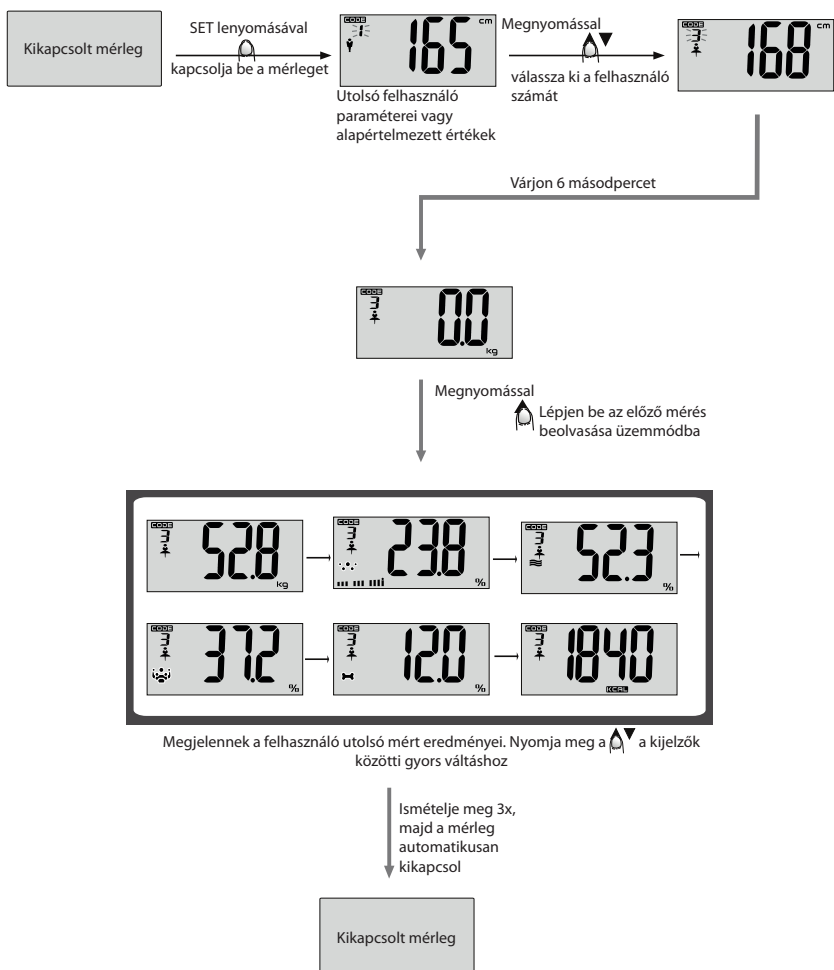 Kikapcsolt mérleg
SET lenyomásával
kapcsolja be a mérleget
CODE
1
165
cm
Utolsó felhasználó
paraméterei vagy
alapértelmezett értékek
Megnyomással
válassza ki a felhasználó
számát
CODE
3
168
cm
Várjon 6 másodpercet
CODE
3
0.0
kg
Megnyomással
Lépjen be az előző mérés
beolvasása üzemmódba
CODE
3
52.8
kg
CODE
3
23.8
%
CODE
3
52.3
%
CODE
3
37.2
%
CODE
3
12.0
%
CODE
3
1840
KCAL
Megjelennek a felhasználó utolsó mért eredményei. Nyomja meg a a kijelzők
közötti gyors váltáshoz
Ismételje meg 3x,
majd a mérleg
automatikusan
kikapcsol
Kikapcsolt mérleg